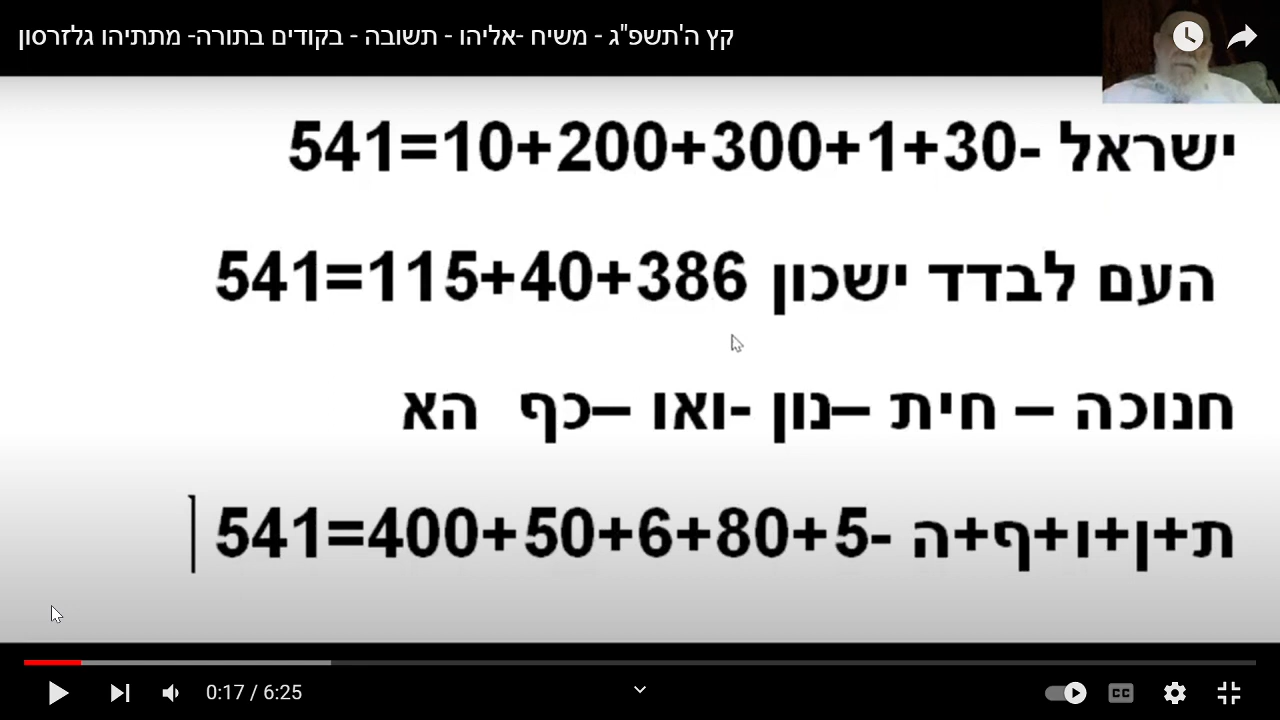 קץ ה'תשפ"ג - משיח -אליהו - תשובה - בקודים בתורה- מתתיהו גלזרסון
ישראל -30+1+300+200+10=541
העם לבדד ישכון 386+40+115=541
חנוכה – חית –נון -ואו –כף הא
ת+ן+ו+ף+ה -5+80+6+50+400=541
0:17 / 6:25
CC